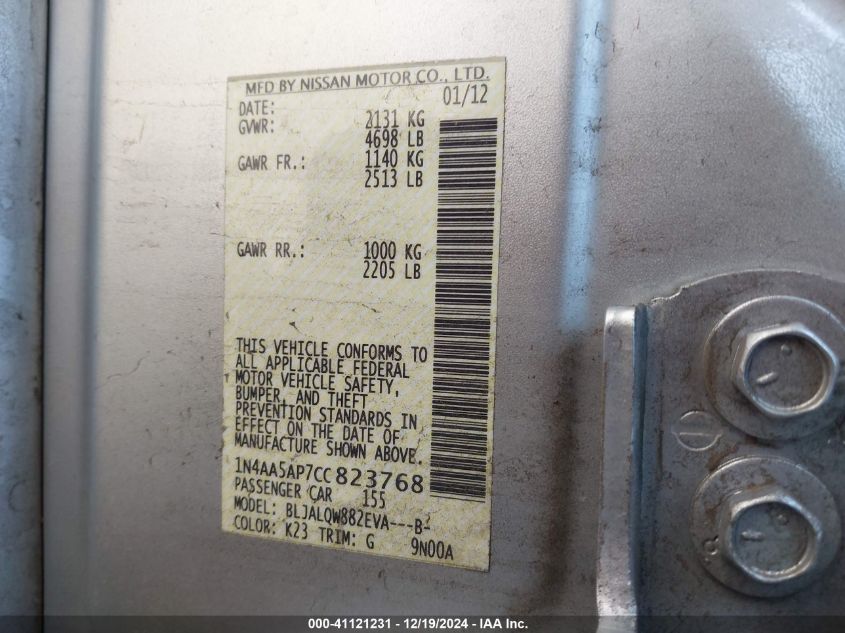 MFD BY NISSAN MOTOR CO., LTD.
DATE: 01/12
GVWR: 2131 KG
4698 LB
GAWR FR.: 1140 KG
2513 LB
GAWR RR.: 1000 KG
2205 LB
THIS VEHICLE CONFORMS TO
ALL APPLICABLE FEDERAL
MOTOR VEHICLE SAFETY,
BUMPER, AND THEFT
PREVENTION STANDARDS IN
EFFECT ON THE DATE OF
MANUFACTURE SHOWN ABOVE.
1N4AA5AP7CC823768
PASSENGER CAR 155
MODEL: BLJALQW882EVA---B-
COLOR: K23 TRIM: G 9N00A
000-41121231 - 12/19/2024 - IAA Inc.